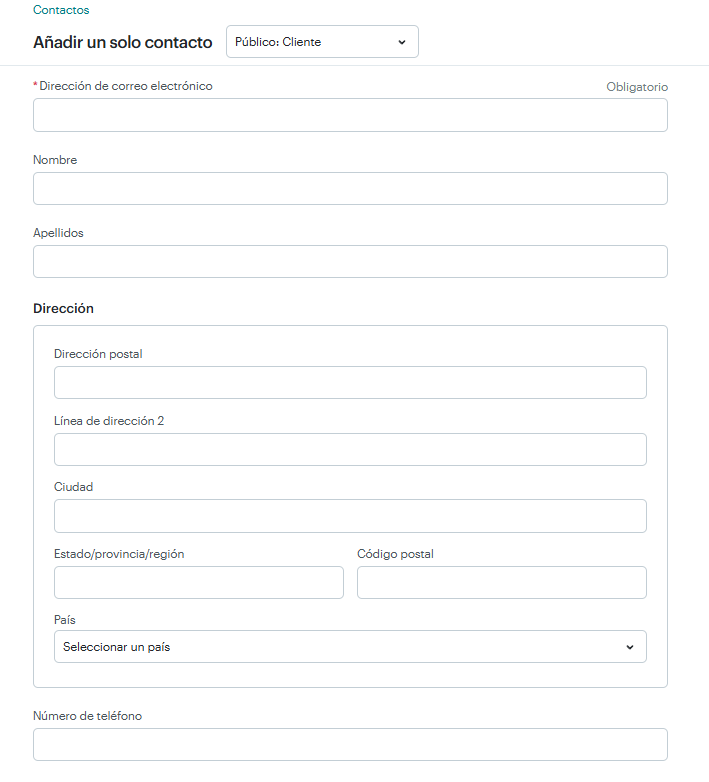 Contactos
Añadir un solo contacto Público: Cliente
* Dirección de correo electrónico Obligatorio
Nombre
Apellidos
Dirección
Dirección postal
Línea de dirección 2
Ciudad
Estado/provincia/región Código postal
País
Seleccionar un país
Número de teléfono